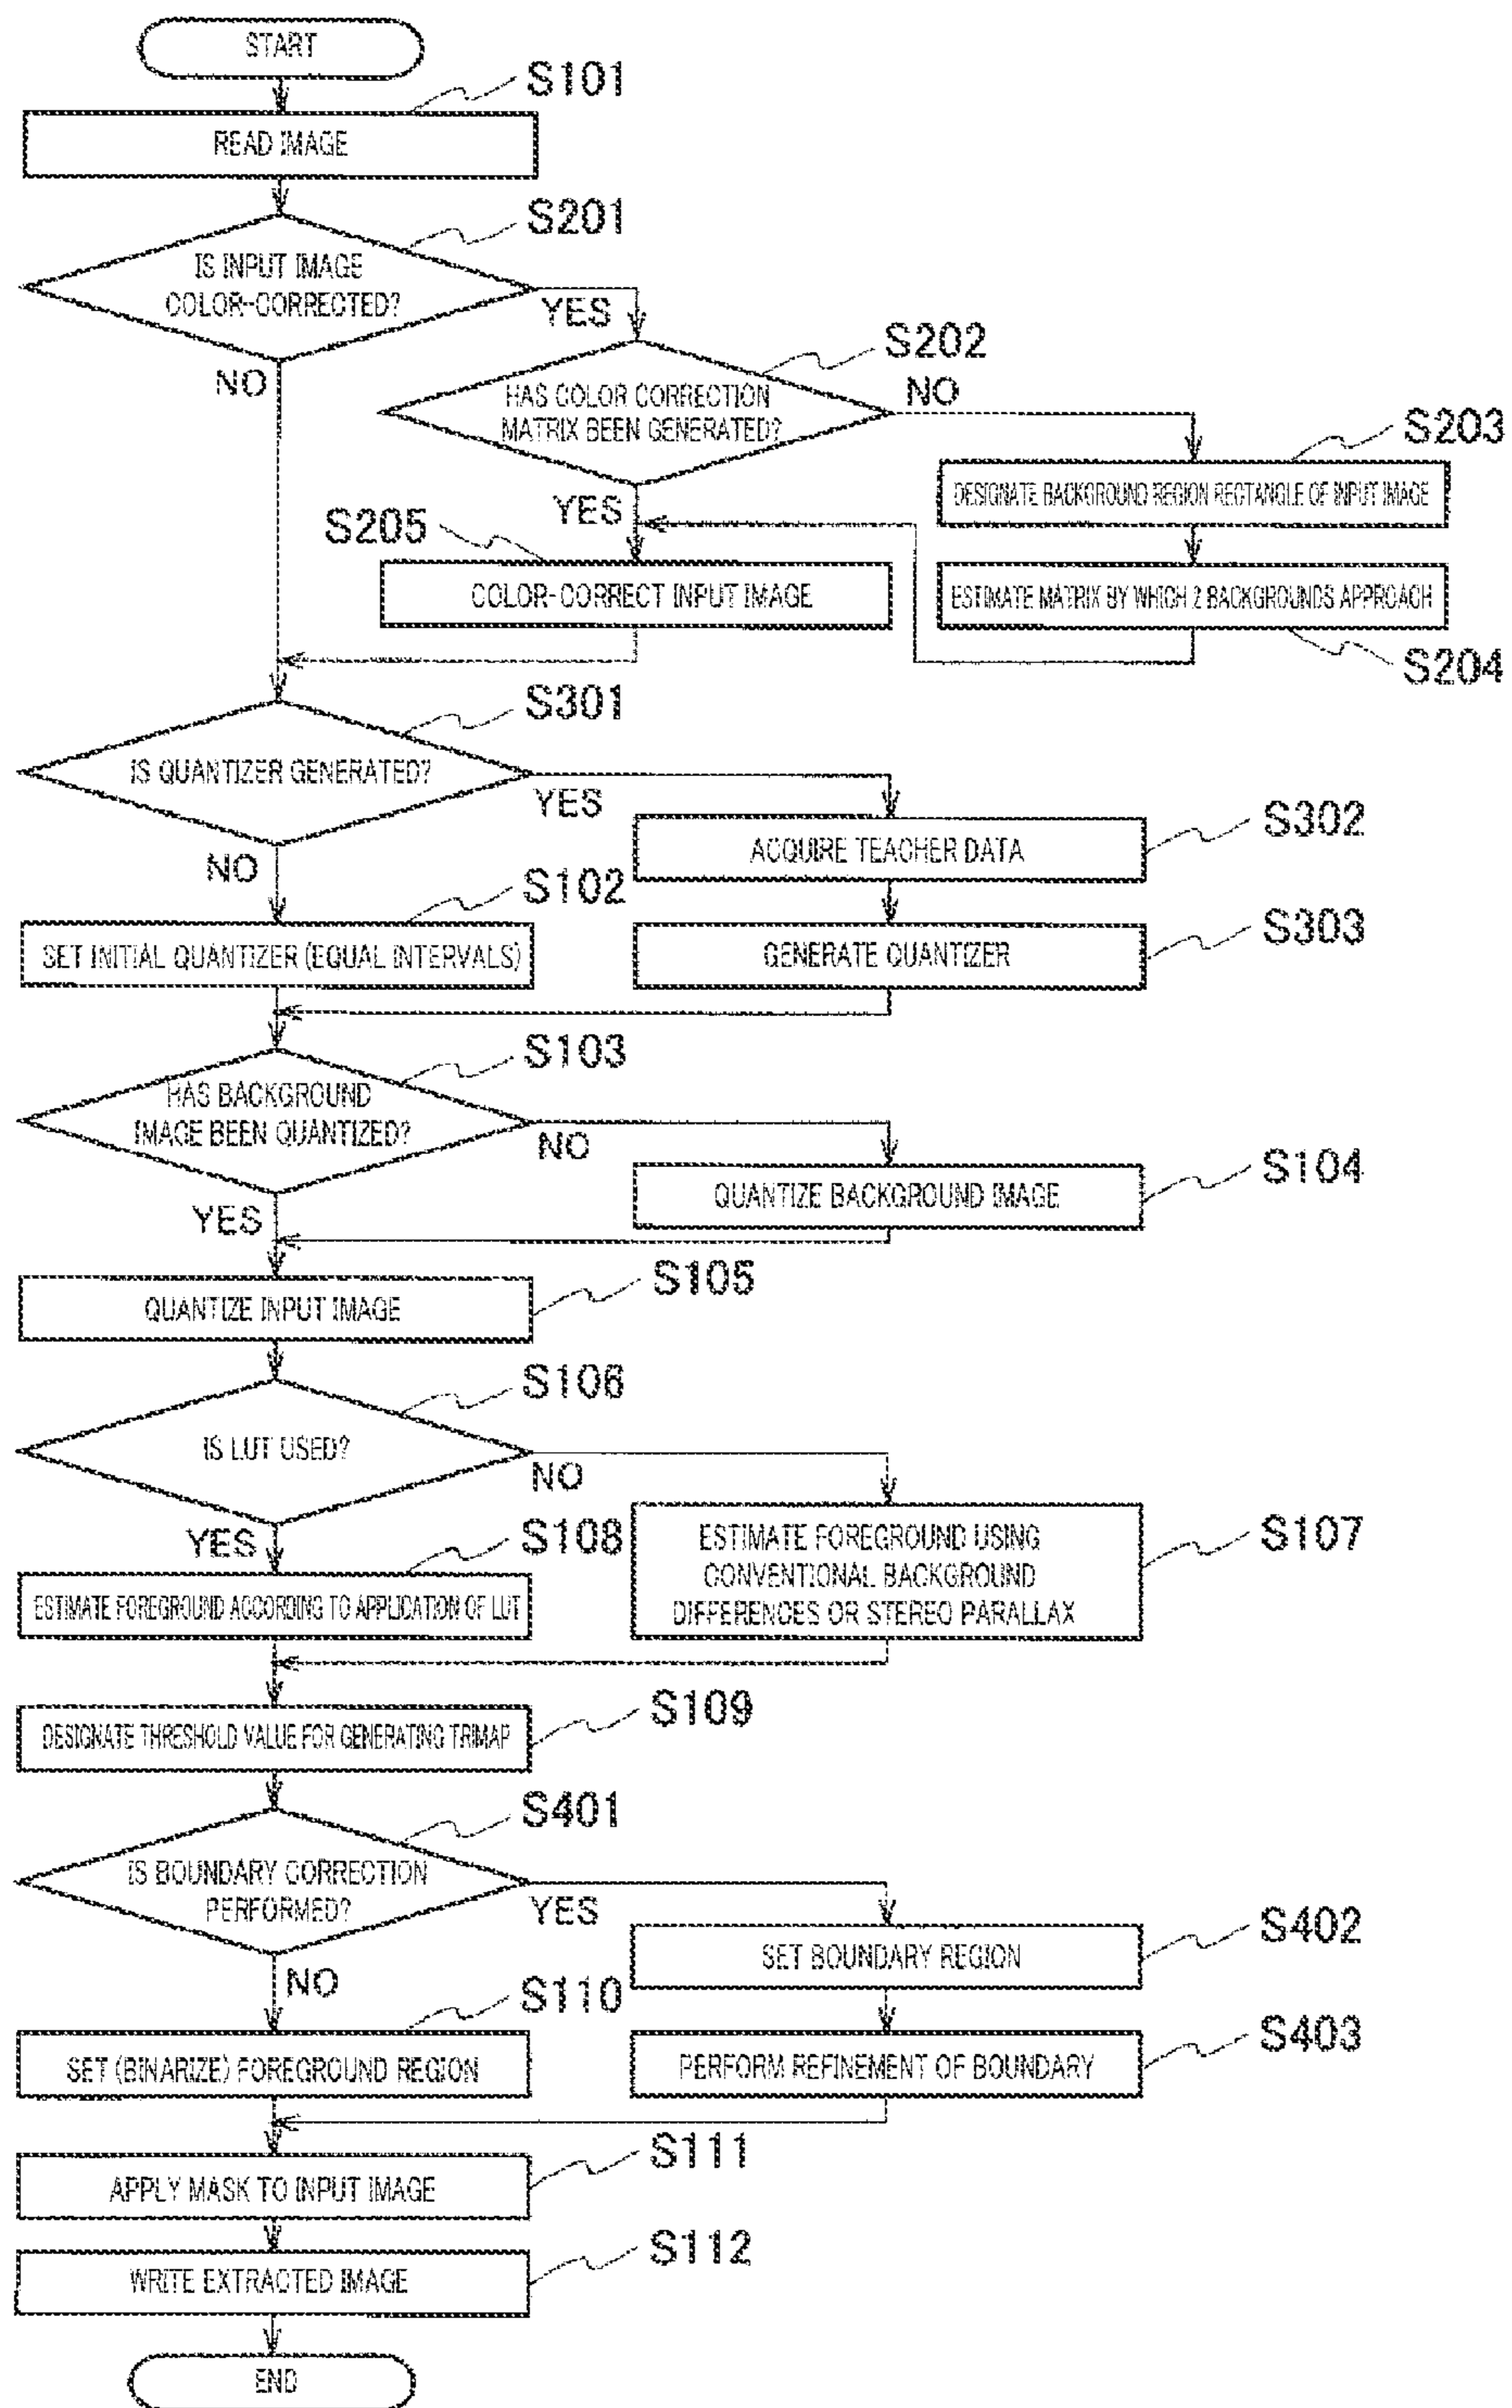 START
S101
READ IMAGE
S201
IS INPUT IMAGE
COLOR-CORRECTED?
YES
NO
S202
HAS COLOR CORRECTION
MATRIX BEEN GENERATED?
NO
YES
S203
DESIGNATE BACKGROUND REGION RECTANGLE OF INPUT IMAGE
S205
COLOR-CORRECT INPUT IMAGE
ESTIMATE MATRIX BY WHICH 2 BACKGROUNDS APPROACH
S204
S301
IS QUANTIZER GENERATED?
YES
NO
S302
ACQUIRE TEACHER DATA
S102
SET INITIAL QUANTIZER (EQUAL INTERVALS)
S303
GENERATE QUANTIZER
S103
HAS BACKGROUND
IMAGE BEEN QUANTIZED?
NO
YES
S104
QUANTIZE BACKGROUND IMAGE
S105
QUANTIZE INPUT IMAGE
S106
IS LUT USED?
NO
YES
S108
ESTIMATE FOREGROUND ACCORDING TO APPLICATION OF LUT
S107
ESTIMATE FOREGROUND USING
CONVENTIONAL BACKGROUND
DIFFERENCES OR STEREO PARALLAX
S109
DESIGNATE THRESHOLD VALUE FOR GENERATING TRIMAP
S401
IS BOUNDARY CORRECTION
PERFORMED?
YES
NO
S402
SET BOUNDARY REGION
S110
SET (BINARIZE) FOREGROUND REGION
S403
PERFORM REFINEMENT OF BOUNDARY
S111
APPLY MASK TO INPUT IMAGE
S112
WRITE EXTRACTED IMAGE
END